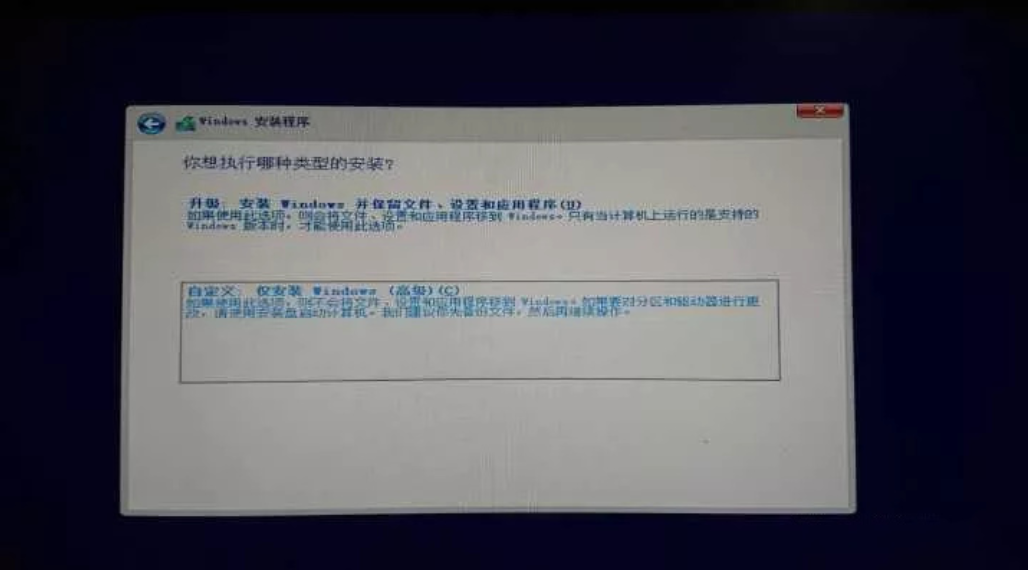 Windows 安装程序
你想执行哪种类型的安装?
升级: 安装 Windows 并保留文件、设置和应用程序(U)
如果使用此选项，则会将文件、设置和应用程序移到 Windows。只有当计算机上运行的是支持的
Windows 版本时，才能使用此选项。
自定义: 仅安装 Windows (高级)(C)
如果使用此选项，则不会将文件、设置和应用程序移到 Windows。如果要对分区和驱动器进行更
改，请使用安装盘启动计算机。我们建议你先备份文件，然后再继续操作。